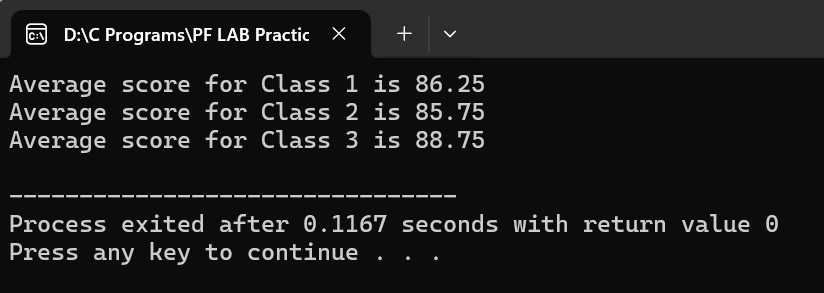 D:\C Programs\PF LAB Practic
Average score for Class 1 is 86.25
Average score for Class 2 is 85.75
Average score for Class 3 is 88.75
--------------------------------
Process exited after 0.1167 seconds with return value 0
Press any key to continue . . .